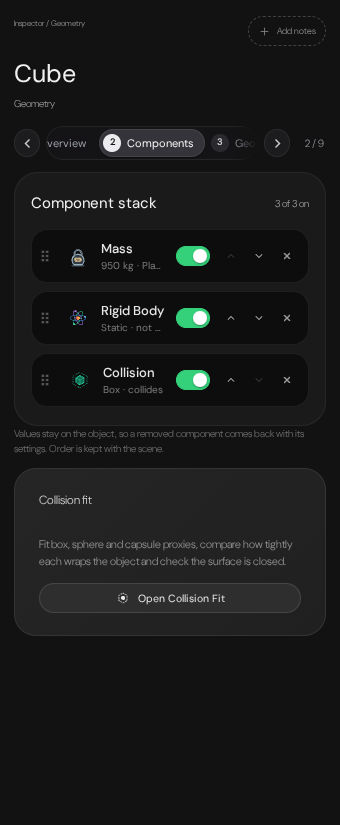 Inspector / Geometry
Add notes
Cube
Geometry
verview
2 Components
3 Geo
2 / 9
Component stack
3 of 3 on
Mass
950 kg · Pla...
Rigid Body
Static · not ...
Collision
Box · collides
Values stay on the object, so a removed component comes back with its
settings. Order is kept with the scene.
Collision fit
Fit box, sphere and capsule proxies, compare how tightly
each wraps the object and check the surface is closed.
Open Collision Fit